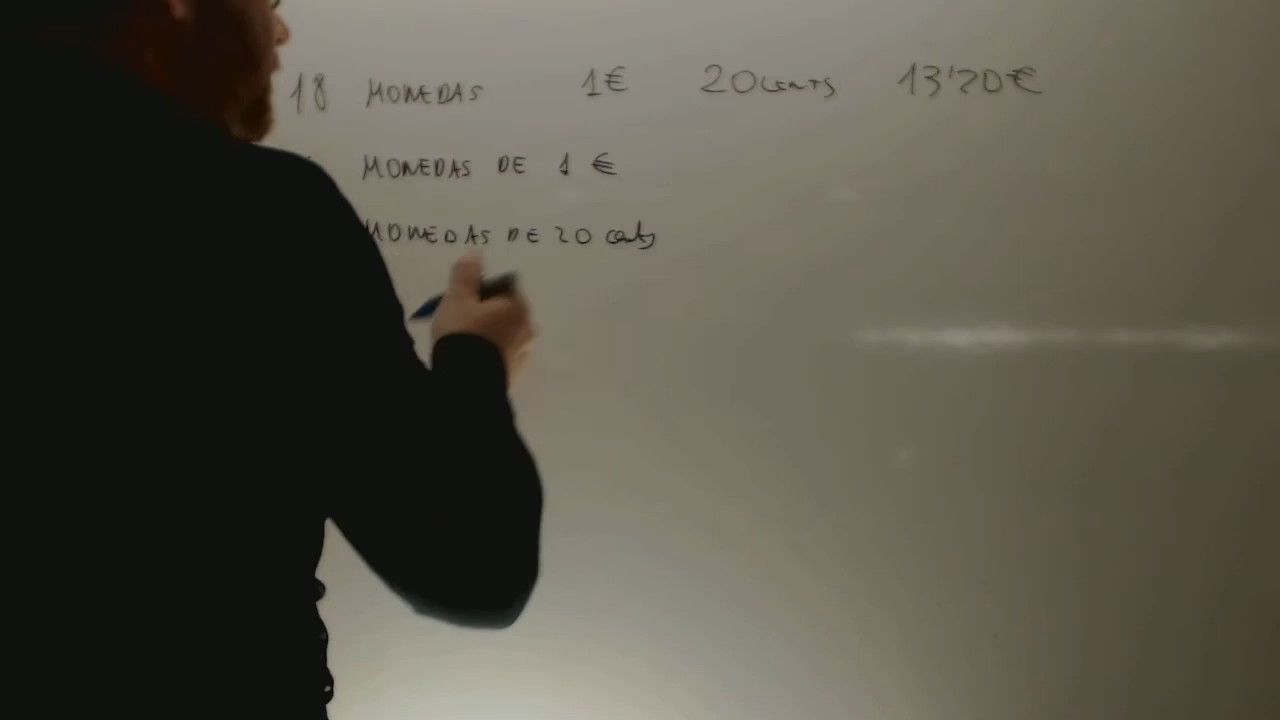 18 MONEDAS 1€ 20cents 13'20€
MONEDAS DE 1 €
MONEDAS DE 20 cents